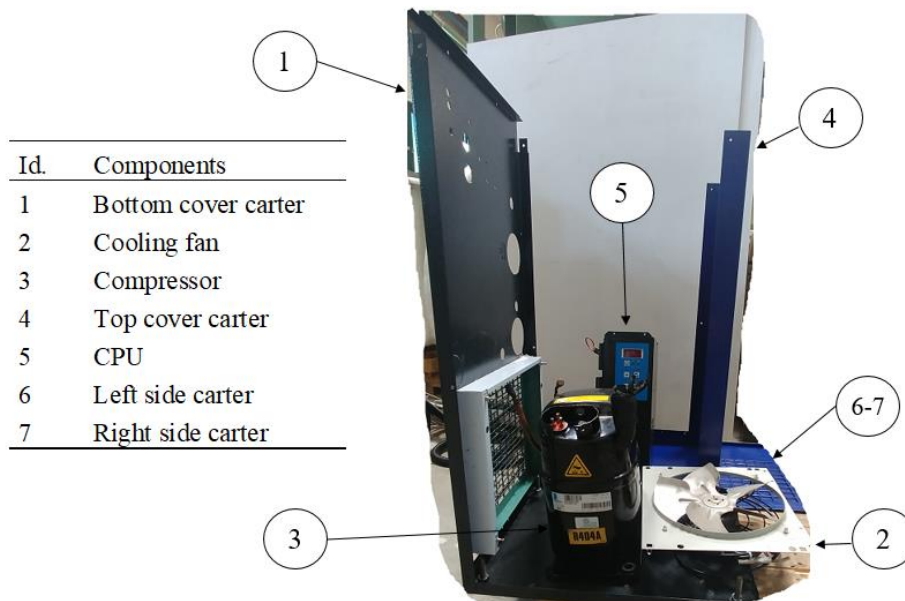 Id. Components
1 Bottom cover carter
2 Cooling fan
3 Compressor
4 Top cover carter
5 CPU
6 Left side carter
7 Right side carter
1
4
5
6-7
3
2
R404A